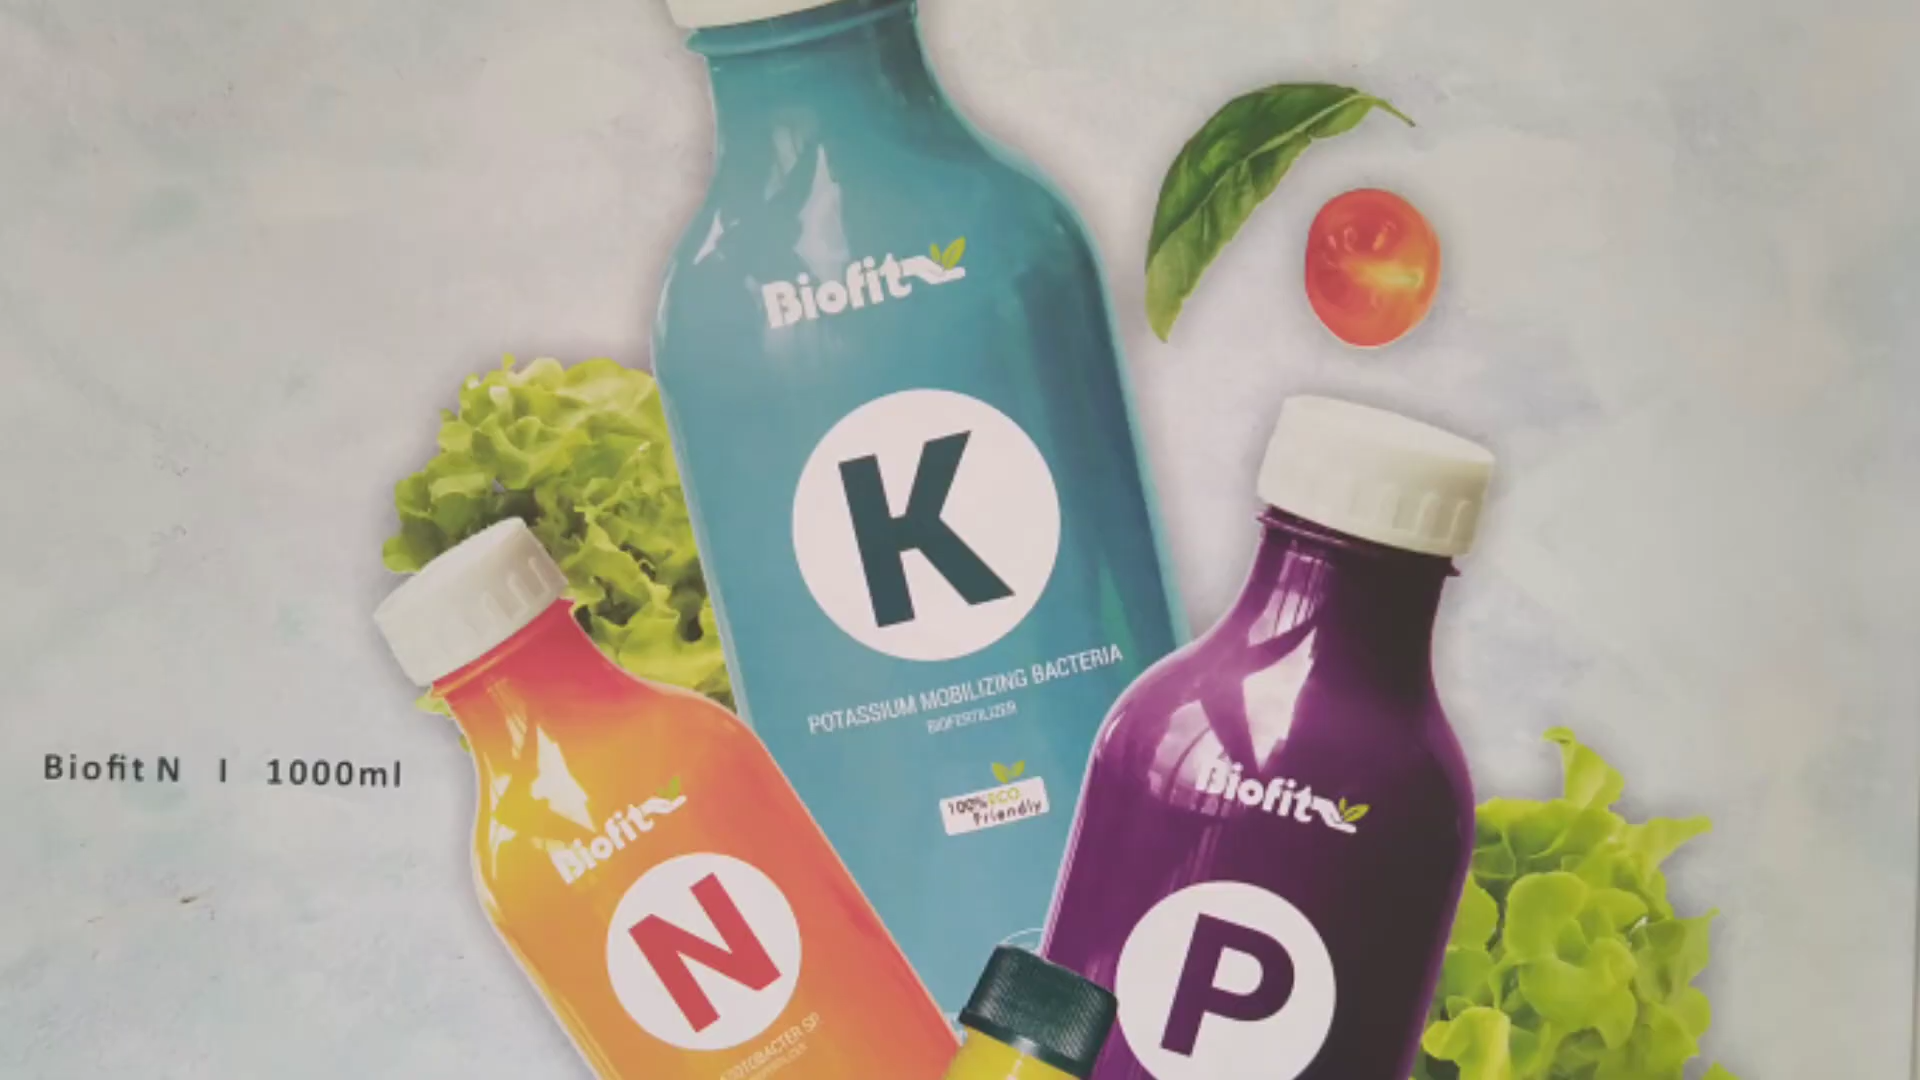 Biofit
K
POTASSIUM MOBILIZING BACTERIA
BIOFERTILIZER
100% ECO
Friendly
Biofit N I 1000ml
Biofit
N
Biofit
P